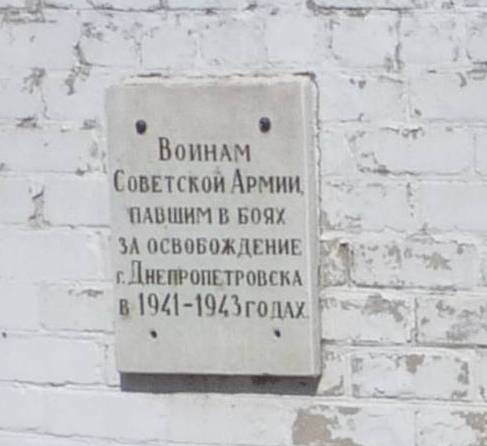 Воинам
Советской Армии,
павшим в боях
за освобождение
г. Днепропетровска
в 1941-1943 годах.